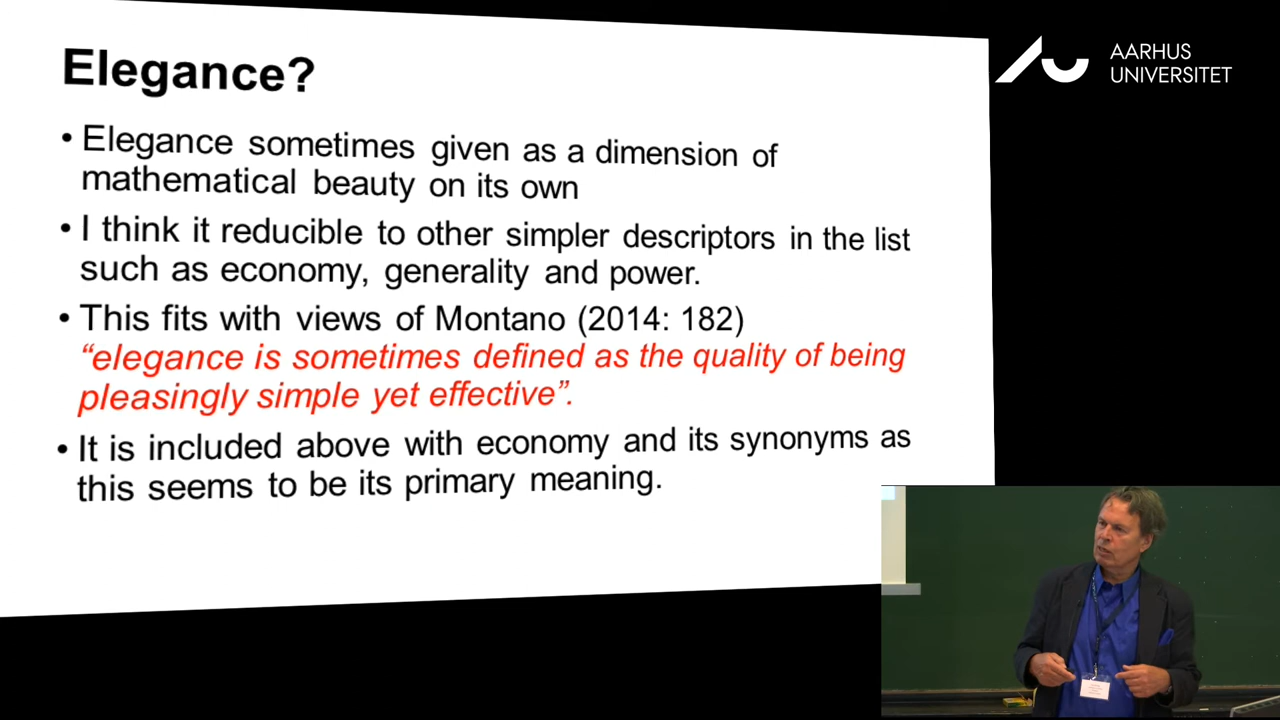 Elegance?
• Elegance sometimes given as a dimension of
mathematical beauty on its own
• I think it reducible to other simpler descriptors in the list
such as economy, generality and power.
• This fits with views of Montano (2014: 182)
“elegance is sometimes defined as the quality of being
pleasingly simple yet effective”.
• It is included above with economy and its synonyms as
this seems to be its primary meaning.
AARHUS
UNIVERSITET